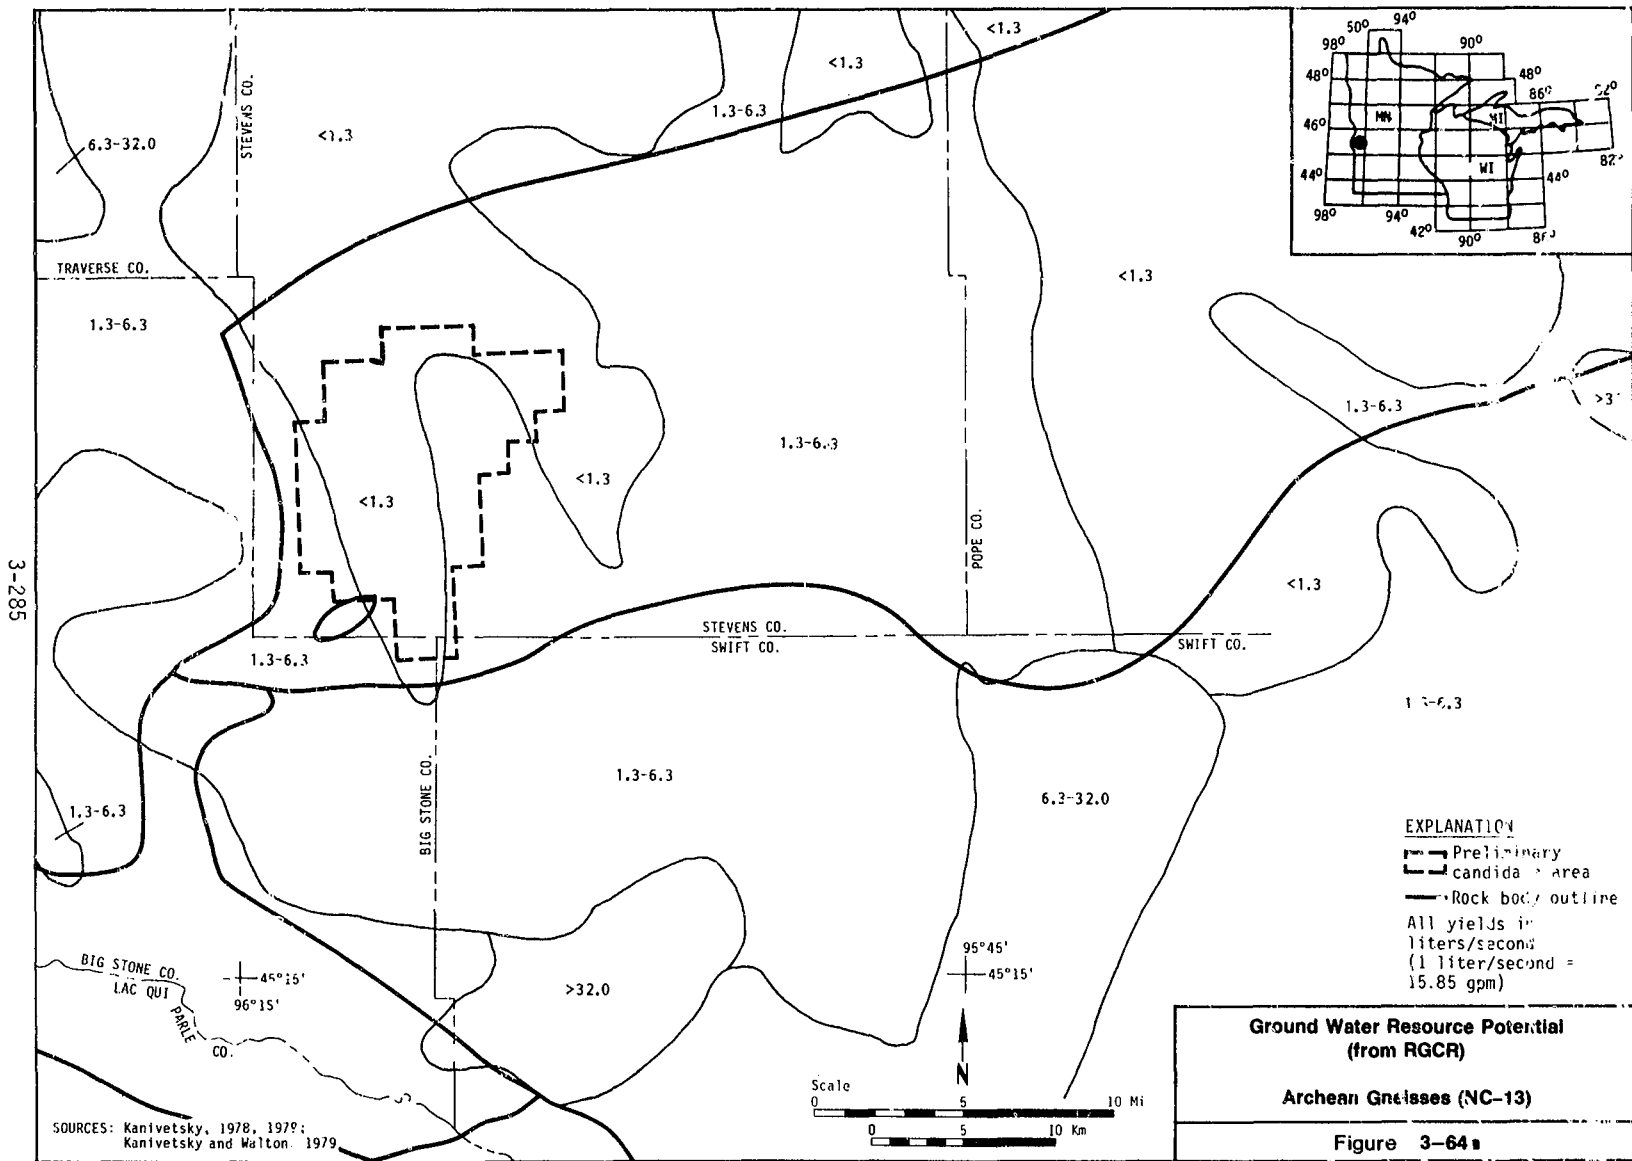 <1.3
<1.3
<1.3
1.3-6.3
6.3-32.0
STEVENS CO.
TRAVERSE CO.
1.3-6.3
<1.3
50° 94°
98° 90°
48° 48°
86°
46° MN MI
82°
WI
44° 44°
98° 94°
42° 90°
1.3-6.3
1.3-6.3
<1.3
<1.3
POPE CO.
<1.3
3-285
STEVENS CO.
SWIFT CO.
SWIFT CO.
1.3-6.3
1.3-6.3
6.3-32.0
1.3-6.3
BIG STONE CO.
EXPLANATION
Preliminary
area
Rock body outline
All yields in
liters/second
(1 liter/second =
15.85 gpm)
BIG STONE CO.
LAC QUI
PARLE
CO.
45°15'
96°15'
>32.0
95°45'
45°15'
N
Scale
0 5 10 Mi
0 5 10 Km
SOURCES: Kanivetsky, 1978,
Kanivetsky and Walton 1979
Ground Water Resource Potential
(from RGCR)
Archean Gneisses (NC-13)
Figure 3-64